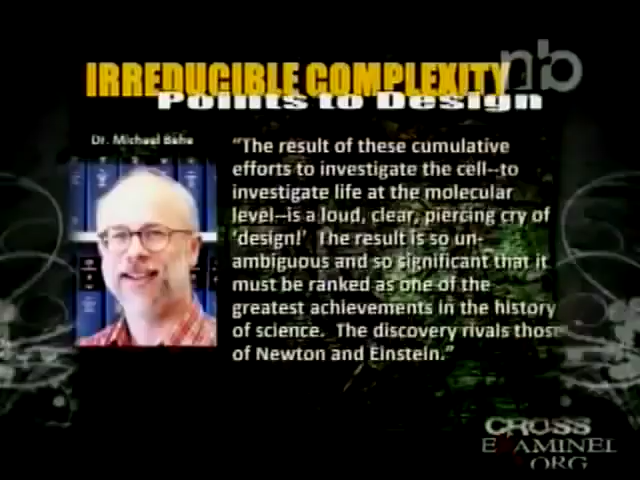 nb
IRREDUCIBLE COMPLEXITY
Points to Design
Dr. Michael Behe
“The result of these cumulative
efforts to investigate the cell--to
investigate life at the molecular
level--is a loud, clear, piercing cry of
‘design!’ The result is so un-
ambiguous and so significant that it
must be ranked as one of the
greatest achievements in the history
of science. The discovery rivals those
of Newton and Einstein.”
CROSS
EXAMINED
.ORG